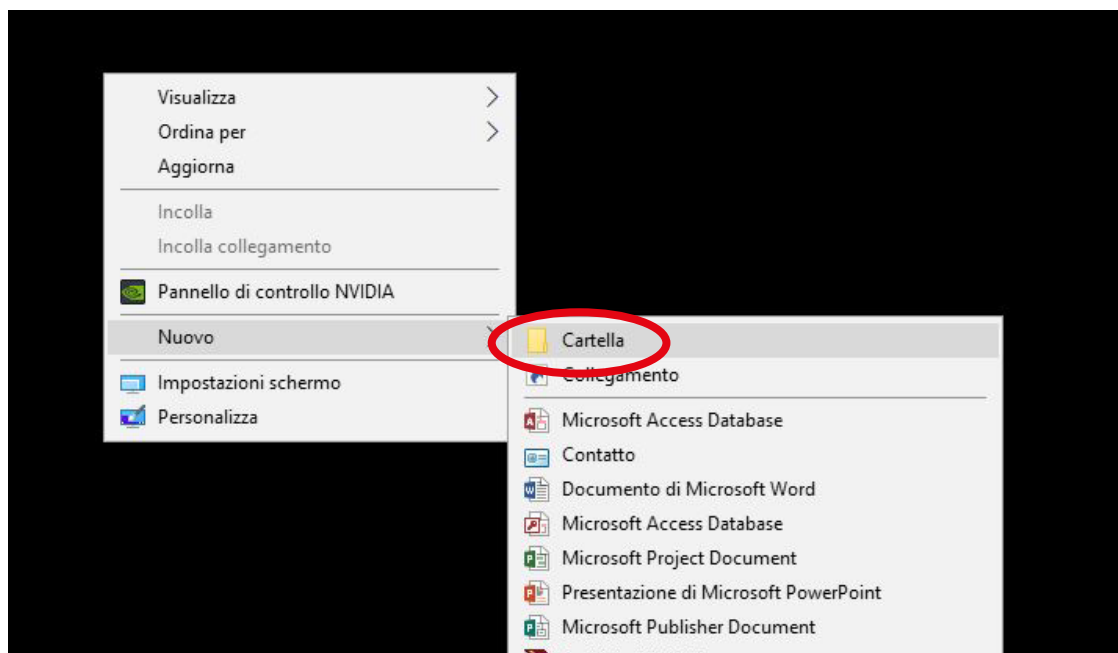 Visualizza
Ordina per
Aggiorna
Incolla
Incolla collegamento
Pannello di controllo NVIDIA
Nuovo
Impostazioni schermo
Personalizza
Cartella
Collegamento
Microsoft Access Database
Contatto
Documento di Microsoft Word
Microsoft Access Database
Microsoft Project Document
Presentazione di Microsoft PowerPoint
Microsoft Publisher Document